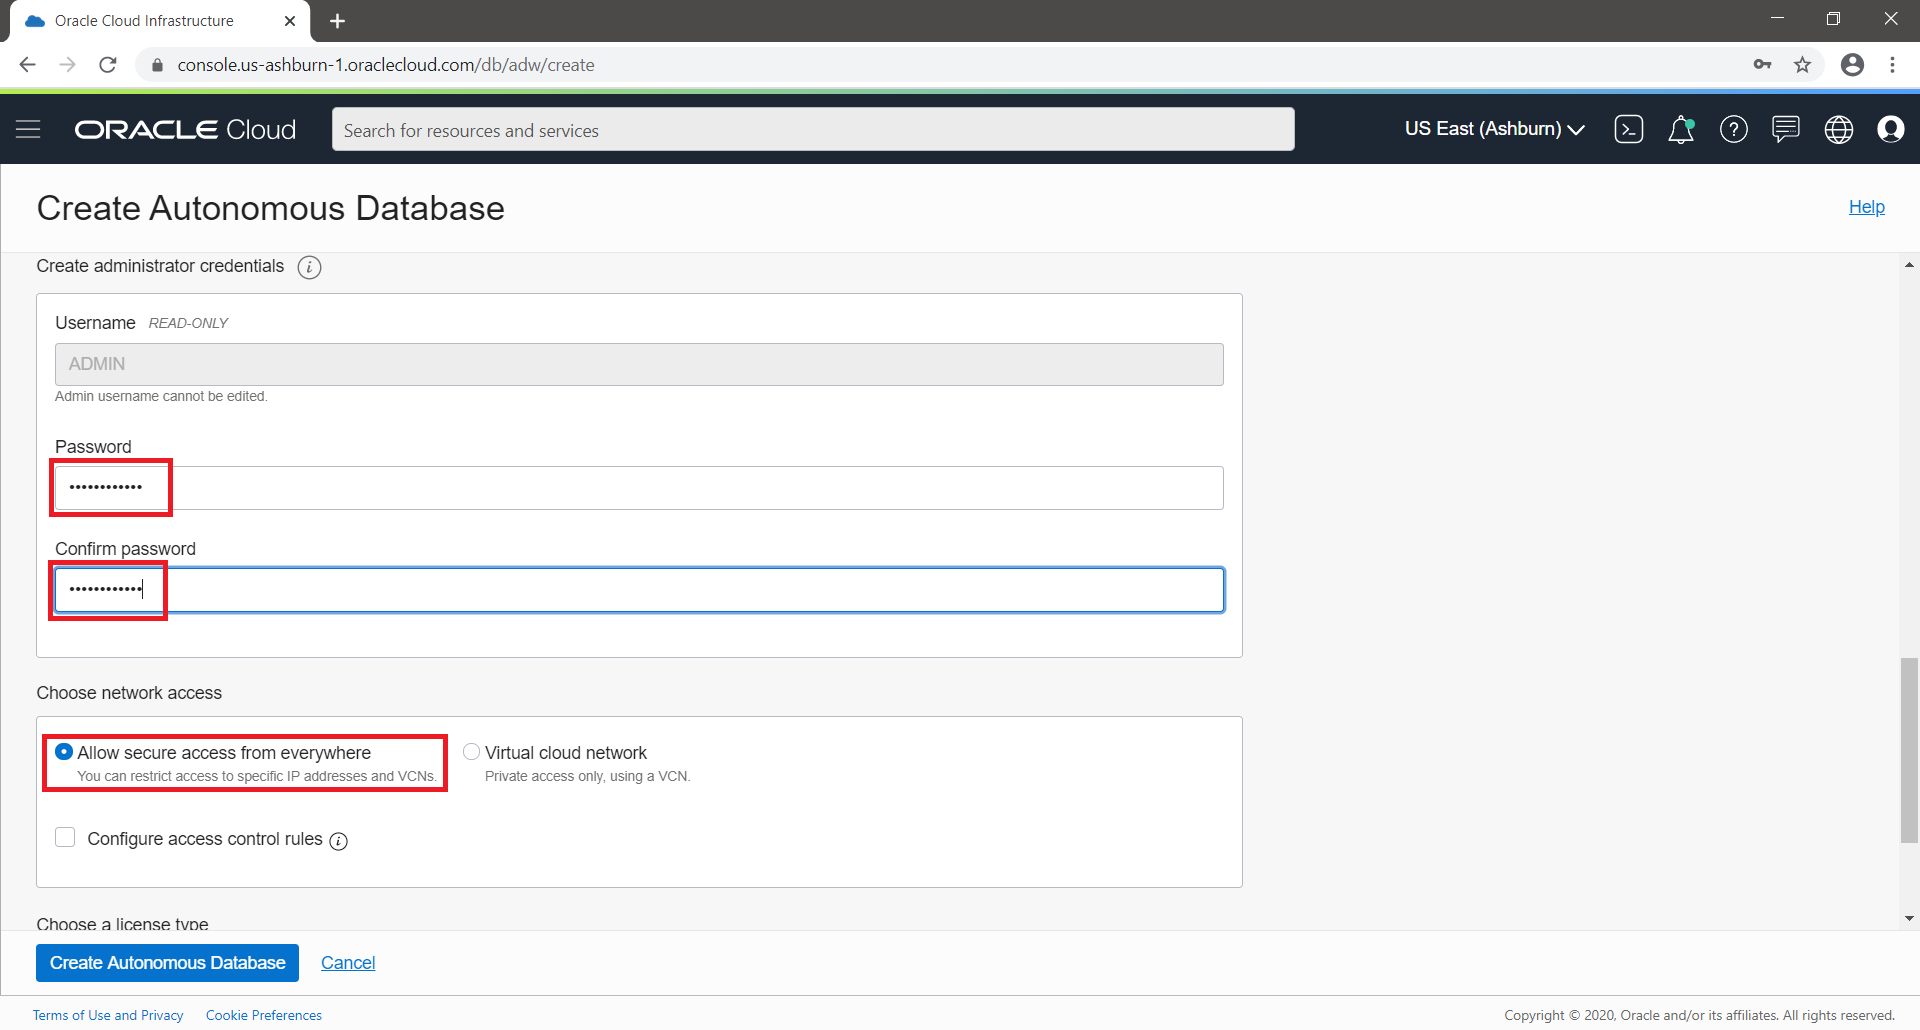 Oracle Cloud Infrastructure
console.us-ashburn-1.oraclecloud.com/db/adw/create
ORACLE Cloud
Search for resources and services
US East (Ashburn)
Create Autonomous Database
Help
Create administrator credentials
Username READ-ONLY
ADMIN
Admin username cannot be edited.
Password
••••••••••••
Confirm password
••••••••••••
Choose network access
Allow secure access from everywhere
You can restrict access to specific IP addresses and VCNs.
Virtual cloud network
Private access only, using a VCN.
Configure access control rules
Choose a license type
Create Autonomous Database
Cancel
Terms of Use and Privacy
Cookie Preferences
Copyright © 2020, Oracle and/or its affiliates. All rights reserved.